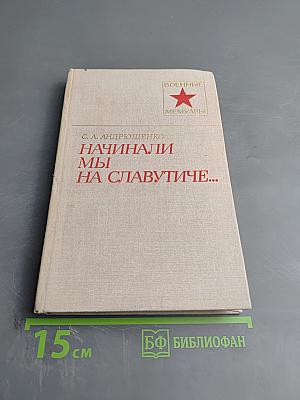 ВОЕННЫЕ
МЕМУАРЫ
С. А. АНДРЮЩЕНКО
НАЧИНАЛИ
МЫ
НА СЛАВУТИЧЕ...
15 см
БФ БИБЛИОФАН